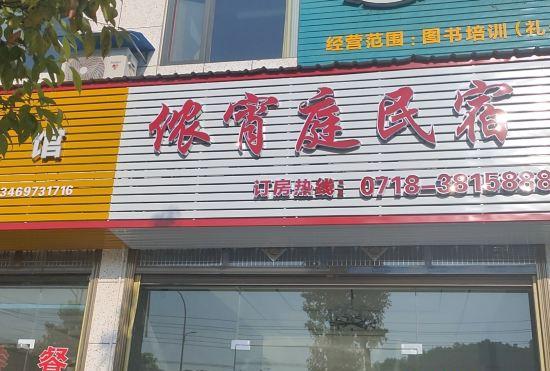 经营范围：图书培训（礼
馆
3469731716
侬宵庭民宿
订房热线：0718-3815888
餐